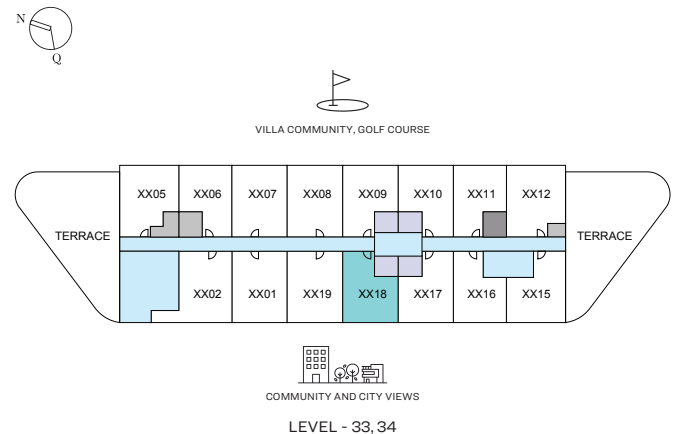 N
Q
VILLA COMMUNITY, GOLF COURSE
XX05 XX06 XX07 XX08 XX09 XX10 XX11 XX12
TERRACE TERRACE
XX02 XX01 XX19 XX18 XX17 XX16 XX15
COMMUNITY AND CITY VIEWS
LEVEL - 33, 34